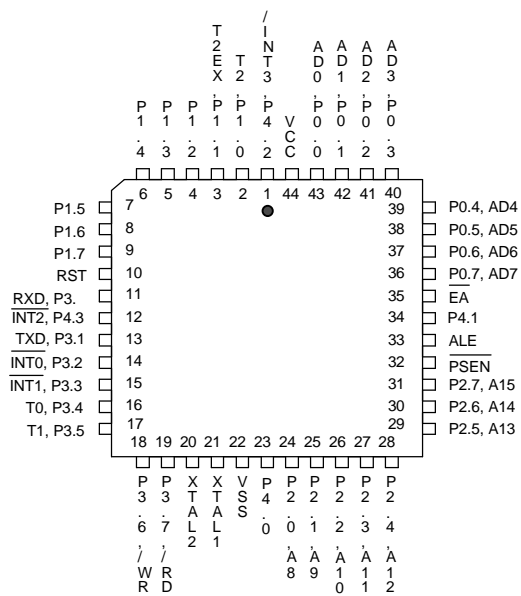 P1.4
P1.3
P1.2
T2EX,P1.1
T2,P1.0
/INT3,P4.2
VCC
AD0,P0.0
AD1,P0.1
AD2,P0.2
AD3,P0.3
6 5 4 3 2 1 44 43 42 41 40
P1.5 7
P1.6 8
P1.7 9
RST 10
RXD, P3. 11
INT2, P4.3 12
TXD, P3.1 13
INT0, P3.2 14
INT1, P3.3 15
T0, P3.4 16
T1, P3.5 17
39 P0.4, AD4
38 P0.5, AD5
37 P0.6, AD6
36 P0.7, AD7
35 EA
34 P4.1
33 ALE
32 PSEN
31 P2.7, A15
30 P2.6, A14
29 P2.5, A13
18 19 20 21 22 23 24 25 26 27 28
P3.6,/WR
P3.7,/RD
XTAL2
XTAL1
VSS
P4.0
P2.0,A8
P2.1,A9
P2.2,A10
P2.3,A11
P2.4,A12